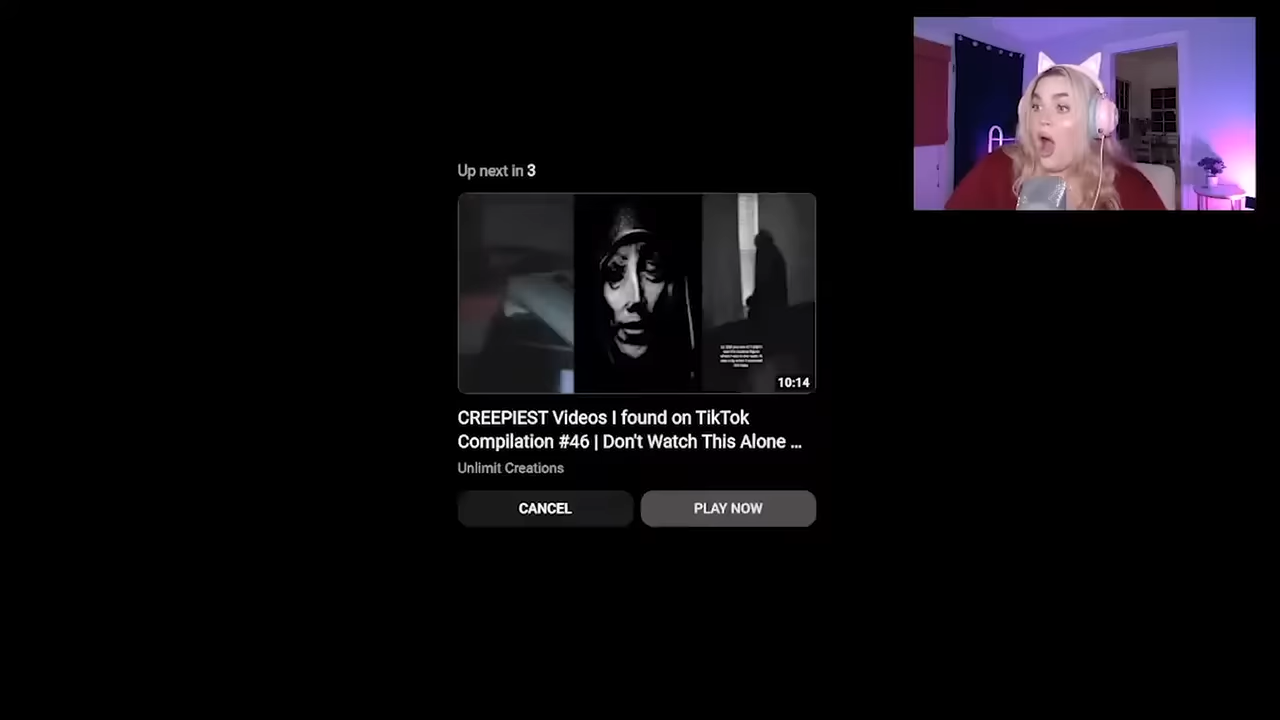 Up next in 3
10:14
CREEPIEST Videos I found on TikTok
Compilation #46 | Don't Watch This Alone ...
Unlimit Creations
CANCEL
PLAY NOW